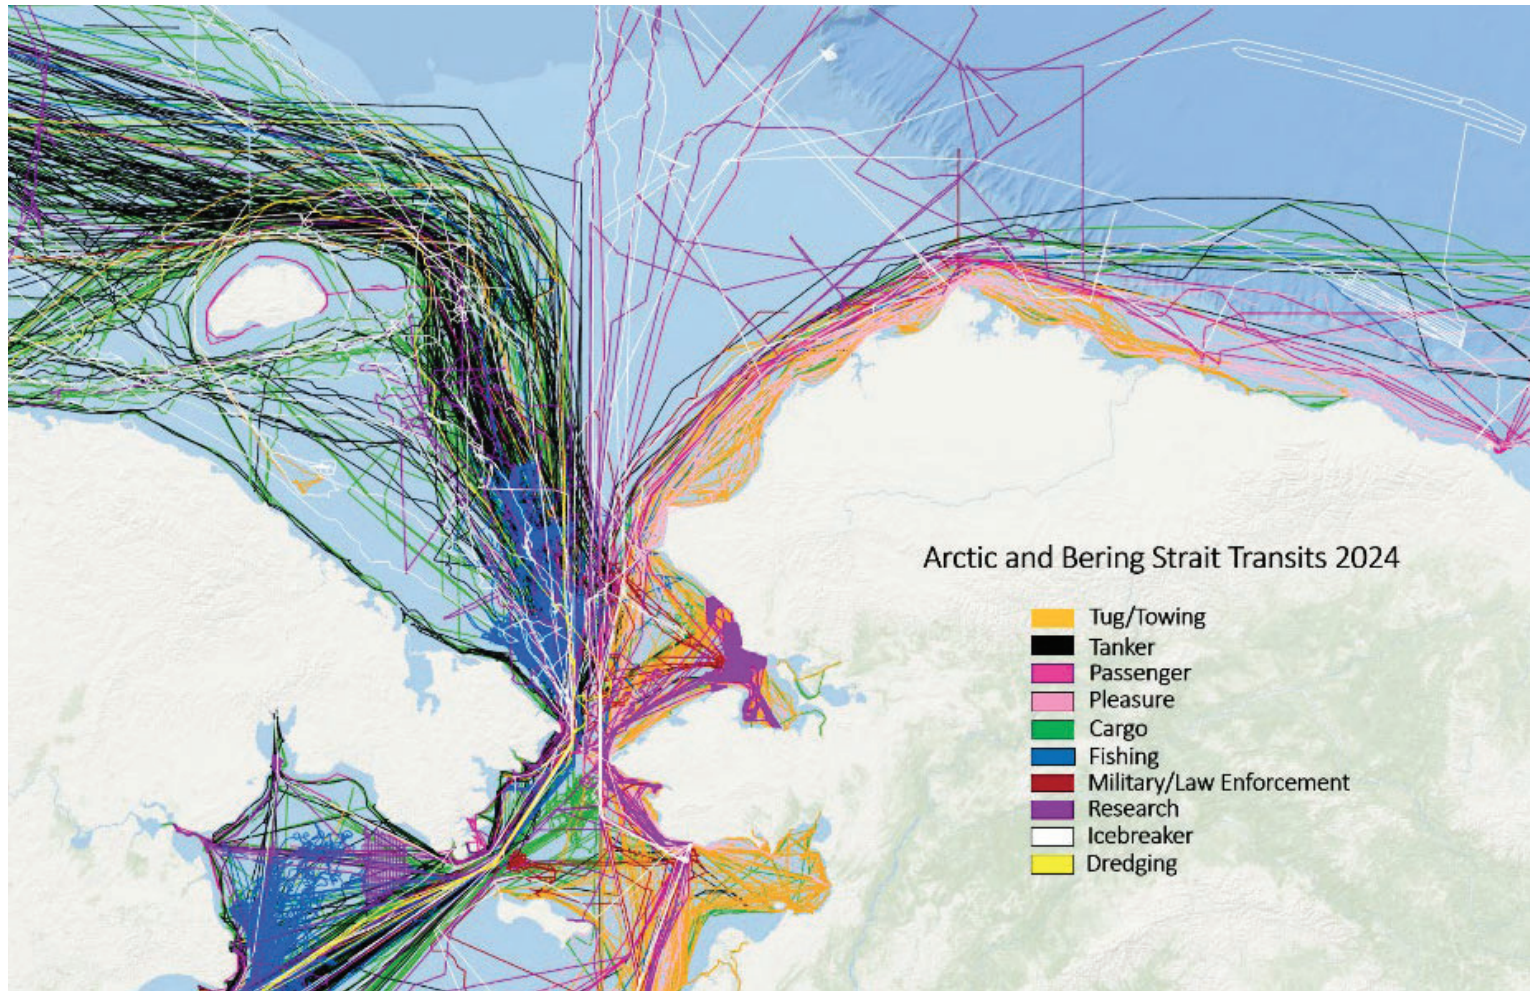 Arctic and Bering Strait Transits 2024
Tug/Towing
Tanker
Passenger
Pleasure
Cargo
Fishing
Military/Law Enforcement
Research
Icebreaker
Dredging